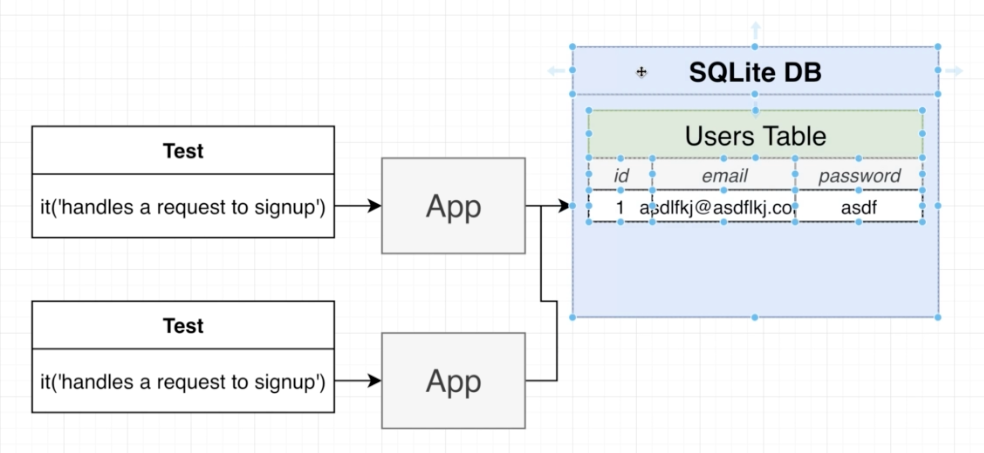 SQLite DB
Users Table
id email password
1 asdlfkj@asdflkj.co asdf
Test
it('handles a request to signup')
App
Test
it('handles a request to signup')
App